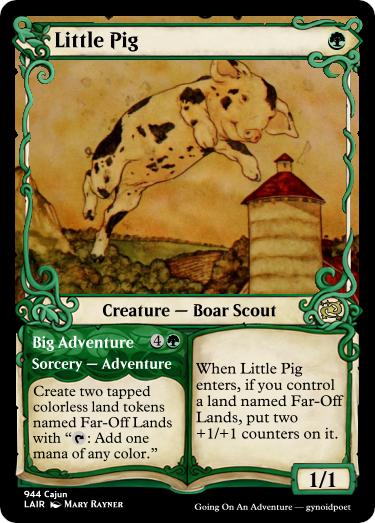 Little Pig
Creature — Boar Scout
Big Adventure 4
Sorcery — Adventure
Create two tapped
colorless land tokens
named Far-Off Lands
with “: Add one
mana of any color.”
When Little Pig
enters, if you control
a land named Far-Off
Lands, put two
+1/+1 counters on it.
1/1
944 Cajun
LAIR Mary Rayner
Going On An Adventure — gynoidpoet